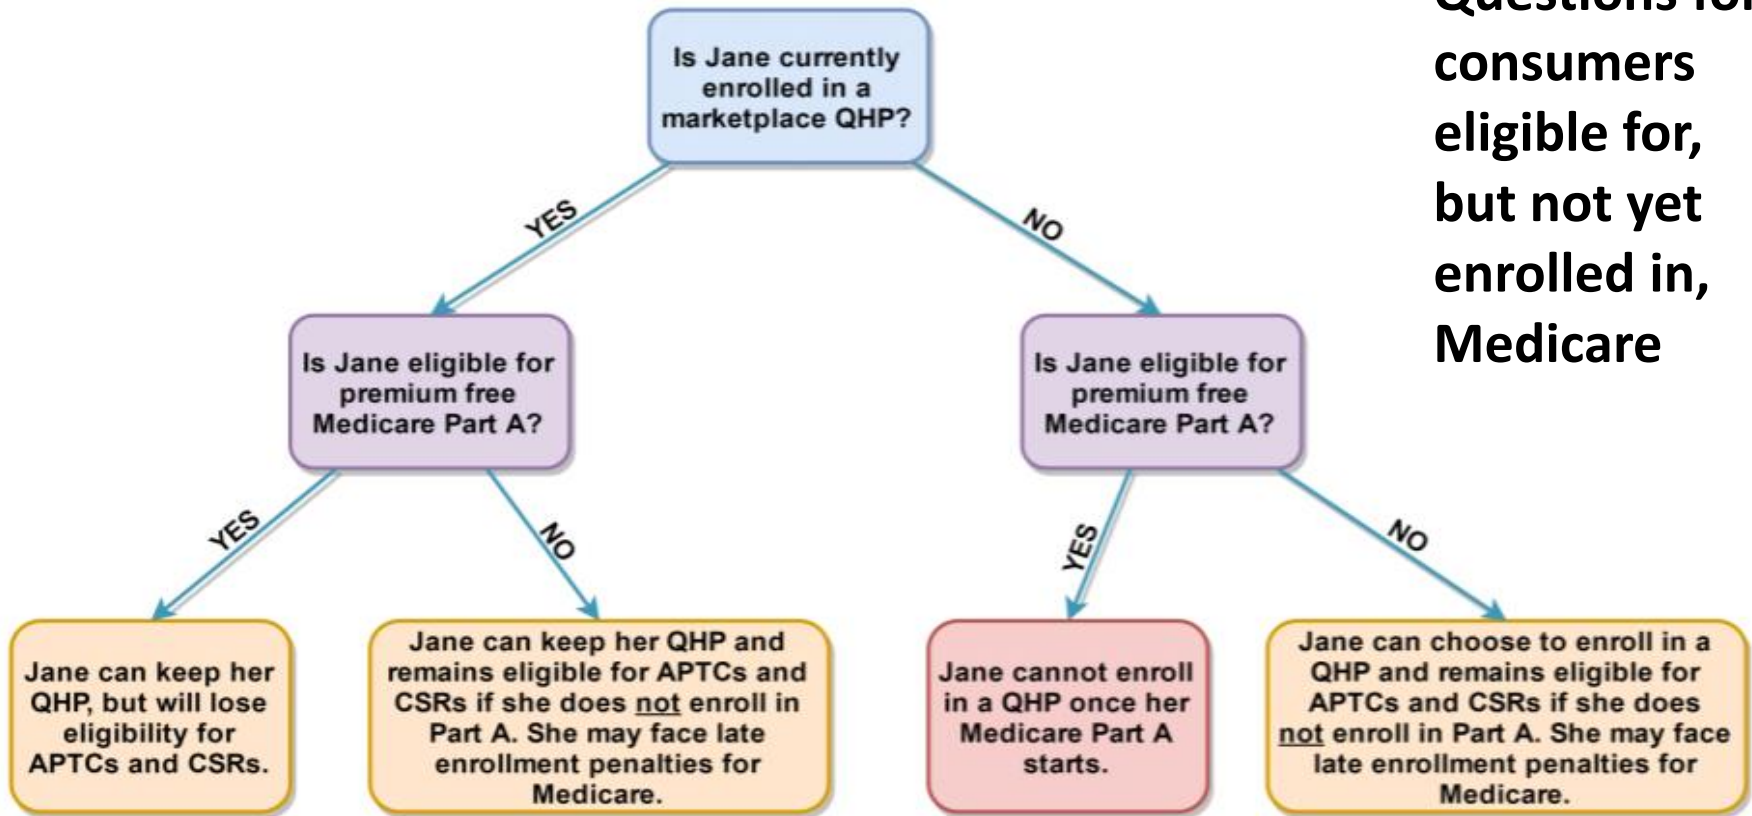 Questions for
consumers
eligible for,
but not yet
enrolled in,
Medicare
Is Jane currently
enrolled in a
marketplace QHP?
YES
NO
Is Jane eligible for
premium free
Medicare Part A?
Is Jane eligible for
premium free
Medicare Part A?
YES
NO
YES
NO
Jane can keep her
QHP, but will lose
eligibility for
APTCs and CSRs.
Jane can keep her QHP and
remains eligible for APTCs and
CSRs if she does not enroll in
Part A. She may face late
enrollment penalties for
Medicare.
Jane cannot enroll
in a QHP once her
Medicare Part A
starts.
Jane can choose to enroll in a
QHP and remains eligible for
APTCs and CSRs if she does
not enroll in Part A. She may face
late enrollment penalties for
Medicare.